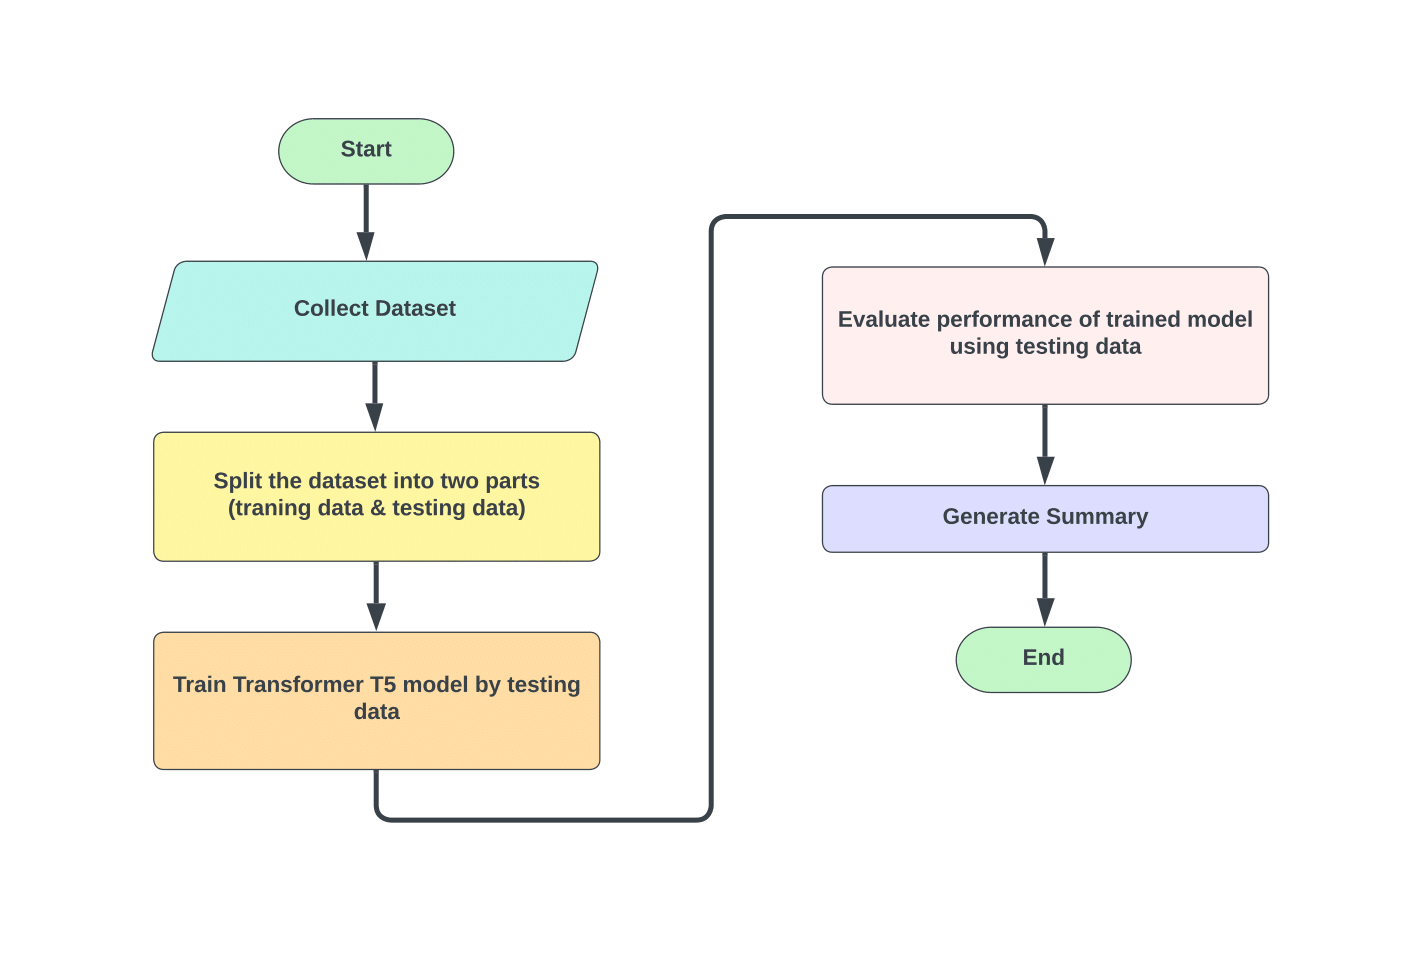 Start
Collect Dataset
Split the dataset into two parts
(traning data & testing data)
Train Transformer T5 model by testing
data
Evaluate performance of trained model
using testing data
Generate Summary
End